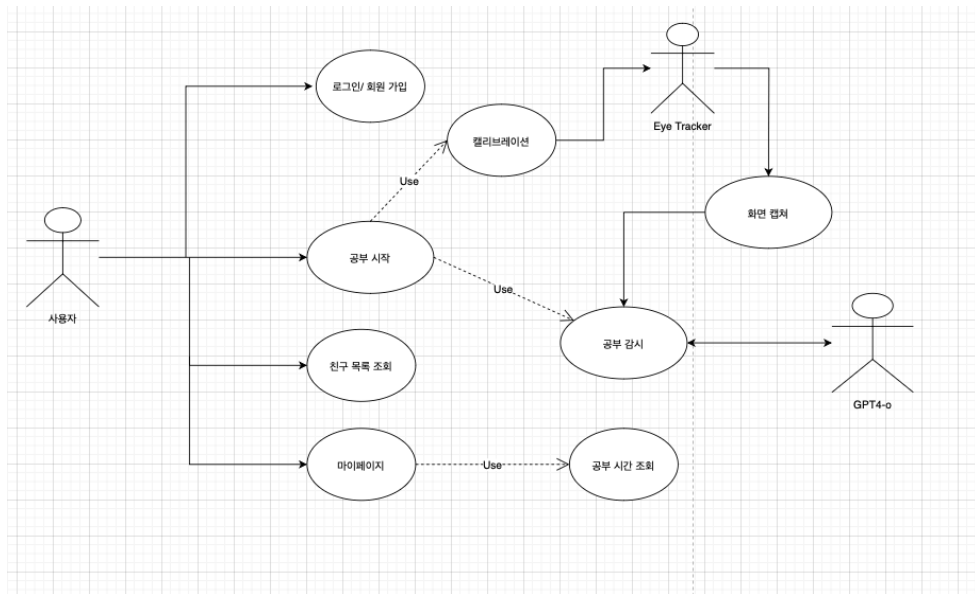 로그인/ 회원 가입
Eye Tracker
캘리브레이션
Use
화면 캡쳐
공부 시작
사용자
Use
공부 감시
친구 목록 조회
GPT4-o
마이페이지
Use
공부 시간 조회